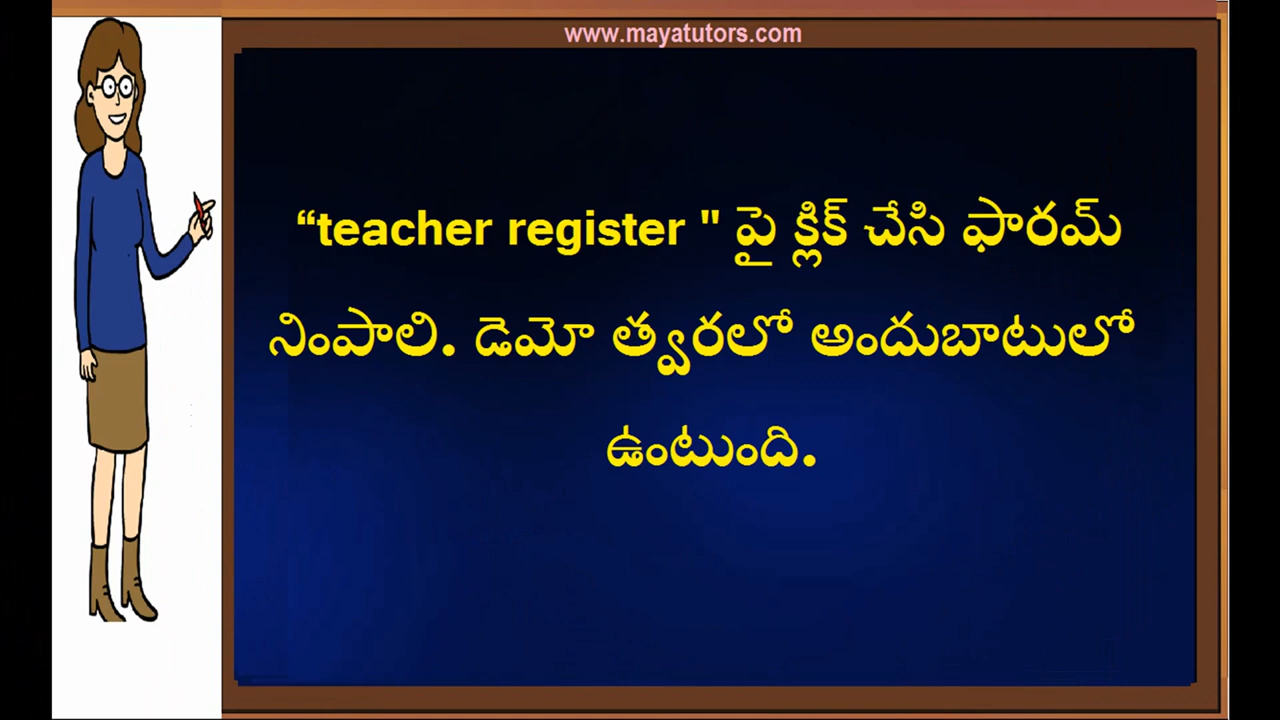 www.mayatutors.com
“teacher register " పై క్లిక్ చేసి ఫారమ్
నింపాలి. డెమో త్వరలో అందుబాటులో
ఉంటుంది.